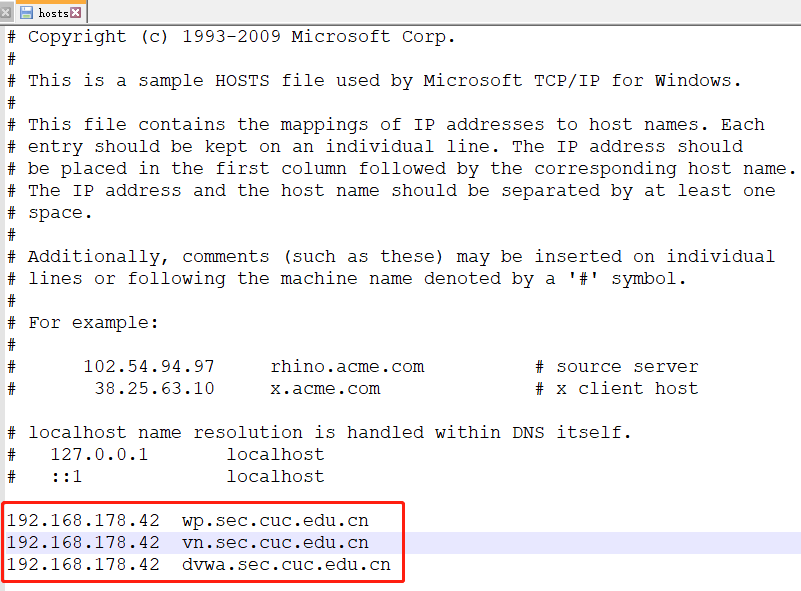 hosts
# Copyright (c) 1993-2009 Microsoft Corp.
#
# This is a sample HOSTS file used by Microsoft TCP/IP for Windows.
#
# This file contains the mappings of IP addresses to host names. Each
# entry should be kept on an individual line. The IP address should
# be placed in the first column followed by the corresponding host name.
# The IP address and the host name should be separated by at least one
# space.
#
# Additionally, comments (such as these) may be inserted on individual
# lines or following the machine name denoted by a '#' symbol.
#
# For example:
#
#      102.54.94.97     rhino.acme.com          # source server
#       38.25.63.10     x.acme.com              # x client host

# localhost name resolution is handled within DNS itself.
#   127.0.0.1       localhost
#   ::1             localhost

192.168.178.42  wp.sec.cuc.edu.cn
192.168.178.42  vn.sec.cuc.edu.cn
192.168.178.42  dvwa.sec.cuc.edu.cn